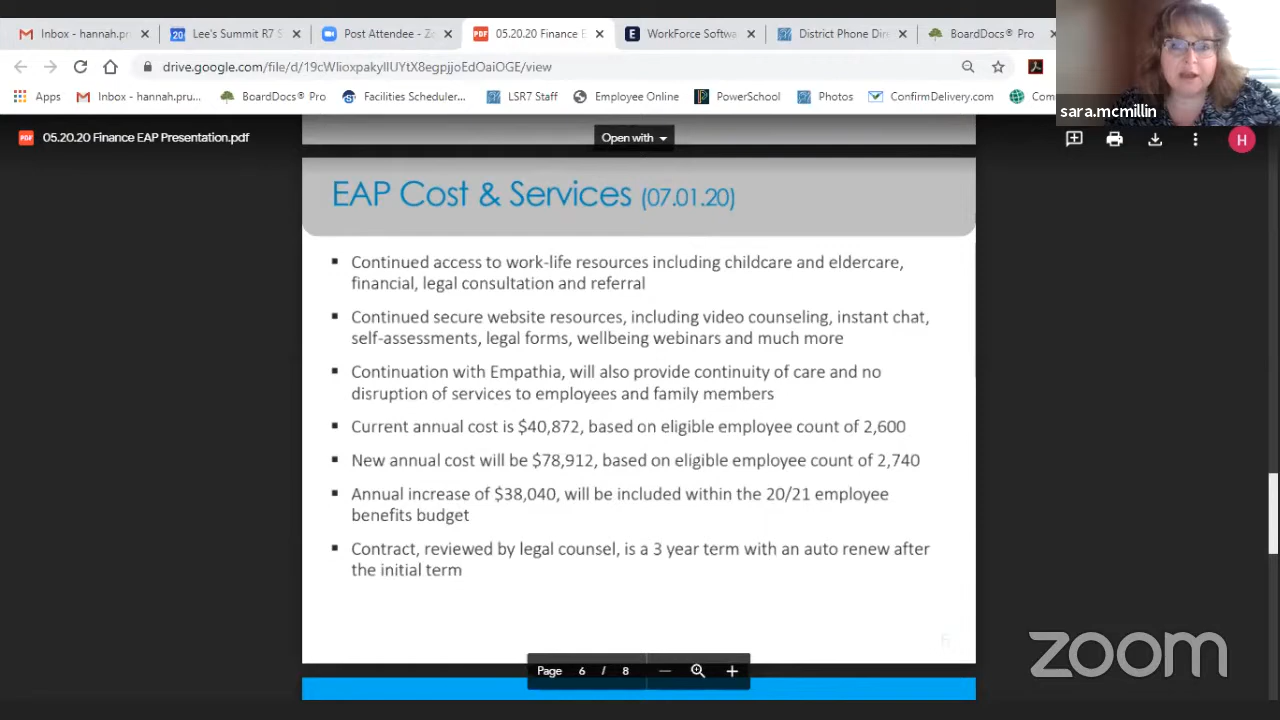 Inbox - hannah.pr
Lee's Summit R7 S
Post Attendee - Z
05.20.20 Finance E
WorkForce Softwa
District Phone Dir
BoardDocs® Pro
drive.google.com/file/d/19cWlioxpakyIlUYtX8egpjjoEdOaiOGE/view
Apps
Inbox - hannah.pru...
BoardDocs® Pro
Facilities Scheduler...
LSR7 Staff
Employee Online
PowerSchool
Photos
ConfirmDelivery.com
Com
sara.mcmillin
PDF 05.20.20 Finance EAP Presentation.pdf
Open with
H
EAP Cost & Services (07.01.20)
▪ Continued access to work-life resources including childcare and eldercare,
financial, legal consultation and referral
▪ Continued secure website resources, including video counseling, instant chat,
self-assessments, legal forms, wellbeing webinars and much more
▪ Continuation with Empathia, will also provide continuity of care and no
disruption of services to employees and family members
▪ Current annual cost is $40,872, based on eligible employee count of 2,600
▪ New annual cost will be $78,912, based on eligible employee count of 2,740
▪ Annual increase of $38,040, will be included within the 20/21 employee
benefits budget
▪ Contract, reviewed by legal counsel, is a 3 year term with an auto renew after
the initial term
6
Page 6 / 8
zoom